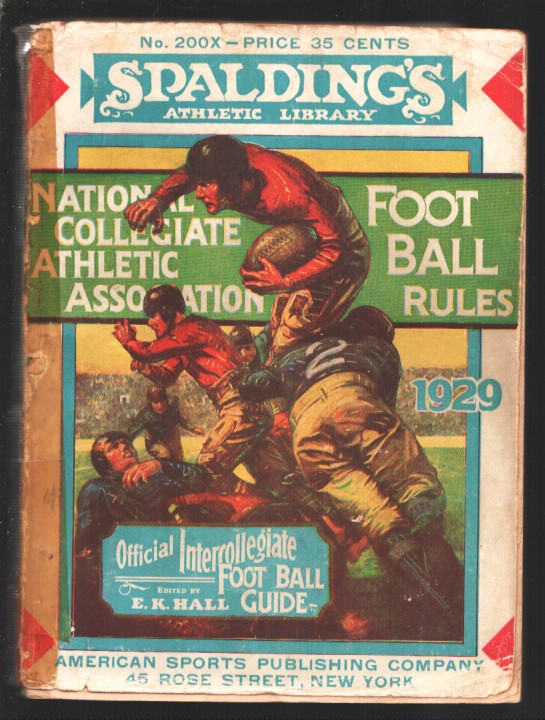 No. 200X—PRICE 35 CENTS
SPALDING'S
ATHLETIC LIBRARY
NATIONAL
COLLEGIATE
ATHLETIC
ASSOCIATION
FOOT
BALL
RULES
1929
Official Intercollegiate
FOOT BALL
GUIDE
EDITED BY
E.K. HALL
AMERICAN SPORTS PUBLISHING COMPANY
45 ROSE STREET, NEW YORK